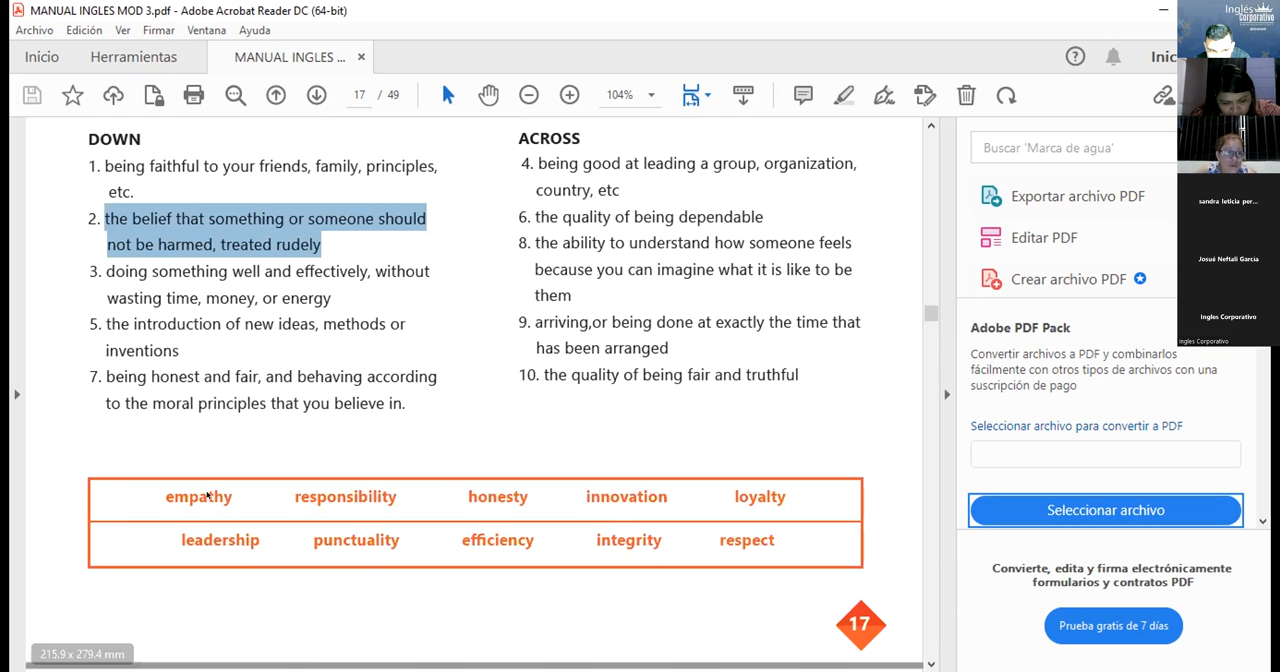 MANUAL INGLES MOD 3.pdf - Adobe Acrobat Reader DC (64-bit)
Archivo Edición Ver Firmar Ventana Ayuda
Inicio Herramientas MANUAL INGLES ... × Inic
17 / 49 104%
DOWN
1. being faithful to your friends, family, principles,
etc.
2. the belief that something or someone should
not be harmed, treated rudely
3. doing something well and effectively, without
wasting time, money, or energy
5. the introduction of new ideas, methods or
inventions
7. being honest and fair, and behaving according
to the moral principles that you believe in.
ACROSS
4. being good at leading a group, organization,
country, etc
6. the quality of being dependable
8. the ability to understand how someone feels
because you can imagine what it is like to be
them
9. arriving,or being done at exactly the time that
has been arranged
10. the quality of being fair and truthful
empathy responsibility honesty innovation loyalty
leadership punctuality efficiency integrity respect
17
215.9 x 279.4 mm
Buscar 'Marca de agua'
Exportar archivo PDF
Editar PDF
Crear archivo PDF
Adobe PDF Pack
Convertir archivos a PDF y combinarlos
fácilmente con otros tipos de archivos con una
suscripción de pago
Seleccionar archivo para convertir a PDF
Seleccionar archivo
Convierte, edita y firma electrónicamente
formularios y contratos PDF
Prueba gratis de 7 días
Inglés
Corporativo
sandra leticia per...
Josué Neftali Garcia
Ingles Corporativo
Ingles Corporativo